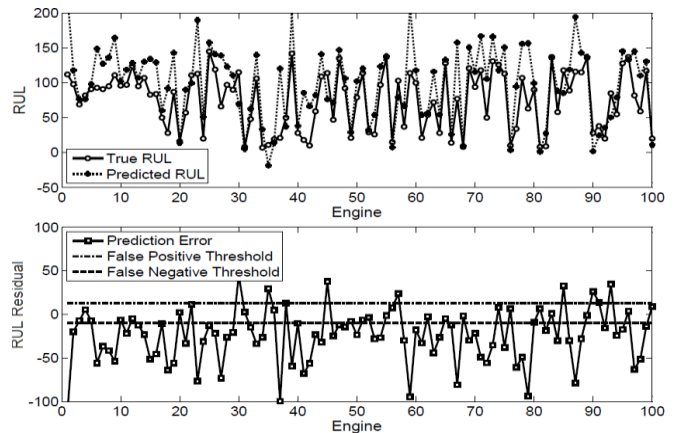 200
150
100
50
0
-50
RUL
True RUL
Predicted RUL
0 10 20 30 40 50 60 70 80 90 100
Engine
100
50
0
-50
-100
RUL Residual
Prediction Error
False Positive Threshold
False Negative Threshold
0 10 20 30 40 50 60 70 80 90 100
Engine